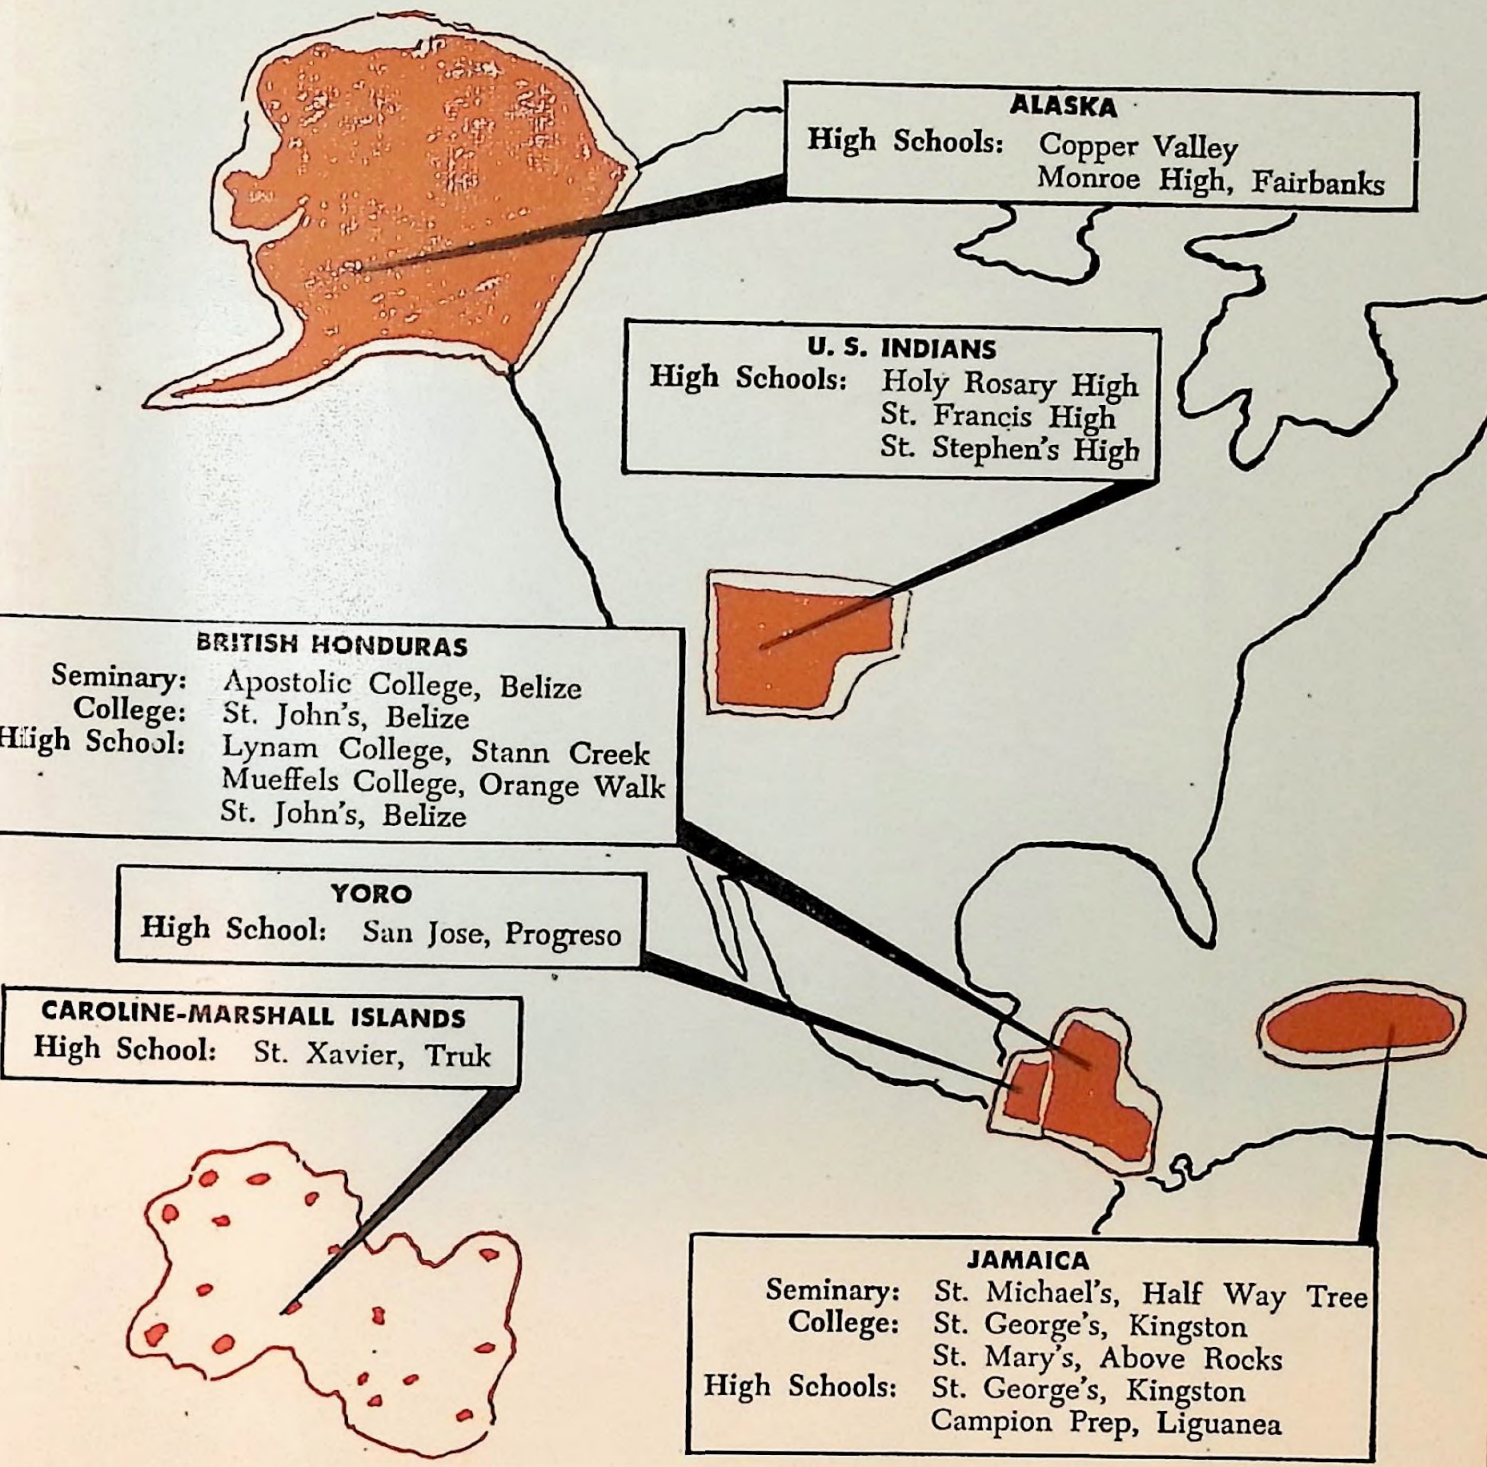 ALASKA
High Schools: Copper Valley
Monroe High, Fairbanks
U. S. INDIANS
High Schools: Holy Rosary High
St. Francis High
St. Stephen's High
BRITISH HONDURAS
Seminary: Apostolic College, Belize
College: St. John's, Belize
High School: Lynam College, Stann Creek
Mueffels College, Orange Walk
St. John's, Belize
YORO
High School: San Jose, Progreso
CAROLINE-MARSHALL ISLANDS
High School: St. Xavier, Truk
JAMAICA
Seminary: St. Michael's, Half Way Tree
College: St. George's, Kingston
St. Mary's, Above Rocks
High Schools: St. George's, Kingston
Campion Prep, Liguanea